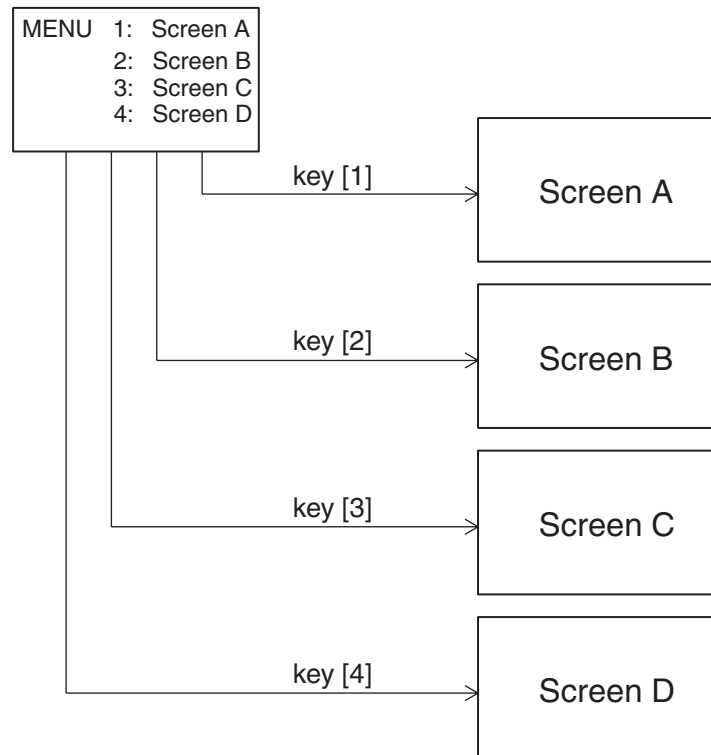 MENU 1: Screen A
2: Screen B
3: Screen C
4: Screen D
key [1]
Screen A
key [2]
Screen B
key [3]
Screen C
key [4]
Screen D